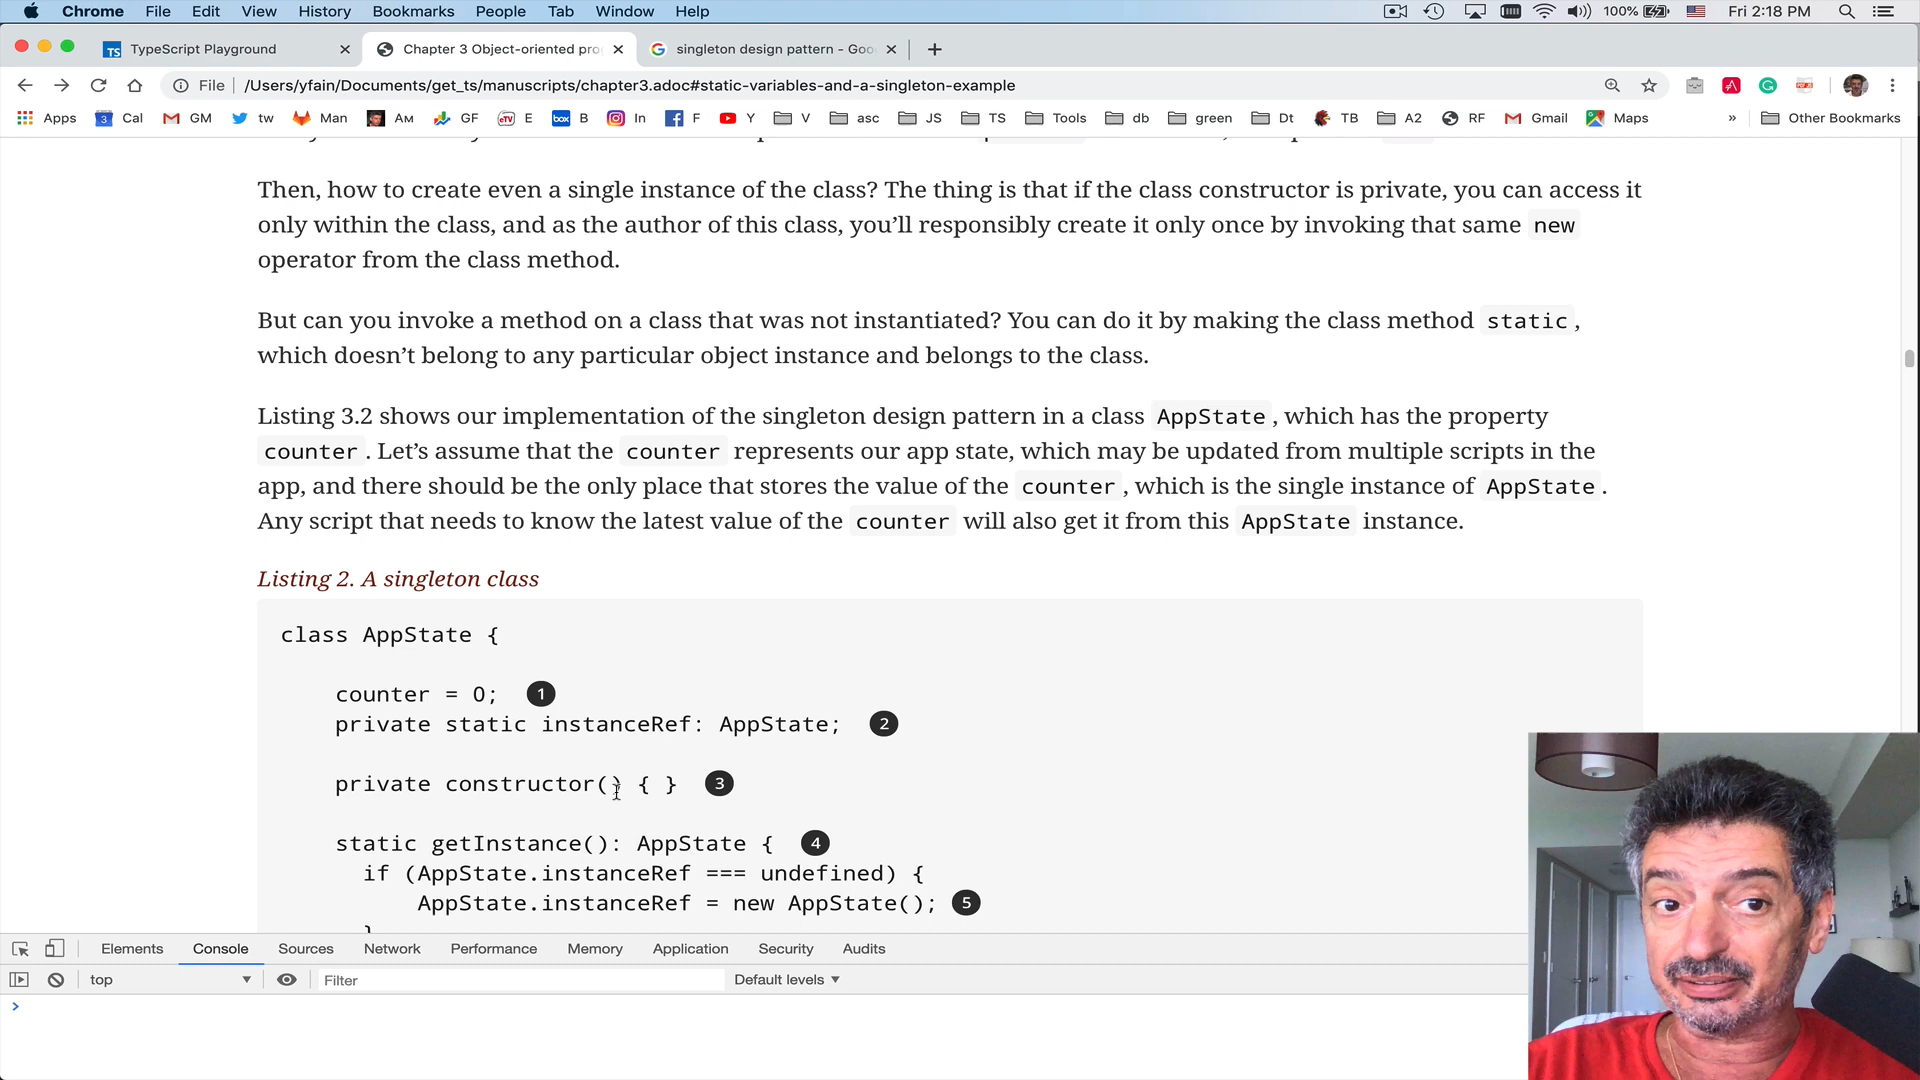 Chrome File Edit View History Bookmarks People Tab Window Help 100% Fri 2:18 PM
TS TypeScript Playground Chapter 3 Object-oriented pro singleton design pattern - Goo
File /Users/yfain/Documents/get_ts/manuscripts/chapter3.adoc#static-variables-and-a-singleton-example
Apps 3 Cal GM tw Man Ам GF eTV E box B In F Y V asc JS TS Tools db green Dt TB A2 RF Gmail Maps » Other Bookmarks
Then, how to create even a single instance of the class? The thing is that if the class constructor is private, you can access it
only within the class, and as the author of this class, you’ll responsibly create it only once by invoking that same new
operator from the class method.
But can you invoke a method on a class that was not instantiated? You can do it by making the class method static,
which doesn’t belong to any particular object instance and belongs to the class.
Listing 3.2 shows our implementation of the singleton design pattern in a class AppState, which has the property
counter. Let’s assume that the counter represents our app state, which may be updated from multiple scripts in the
app, and there should be the only place that stores the value of the counter, which is the single instance of AppState.
Any script that needs to know the latest value of the counter will also get it from this AppState instance.
Listing 2. A singleton class
class AppState {
counter = 0; 1
private static instanceRef: AppState; 2
private constructor() { } 3
static getInstance(): AppState { 4
if (AppState.instanceRef === undefined) {
AppState.instanceRef = new AppState(); 5
}
Elements Console Sources Network Performance Memory Application Security Audits
top Filter Default levels
>